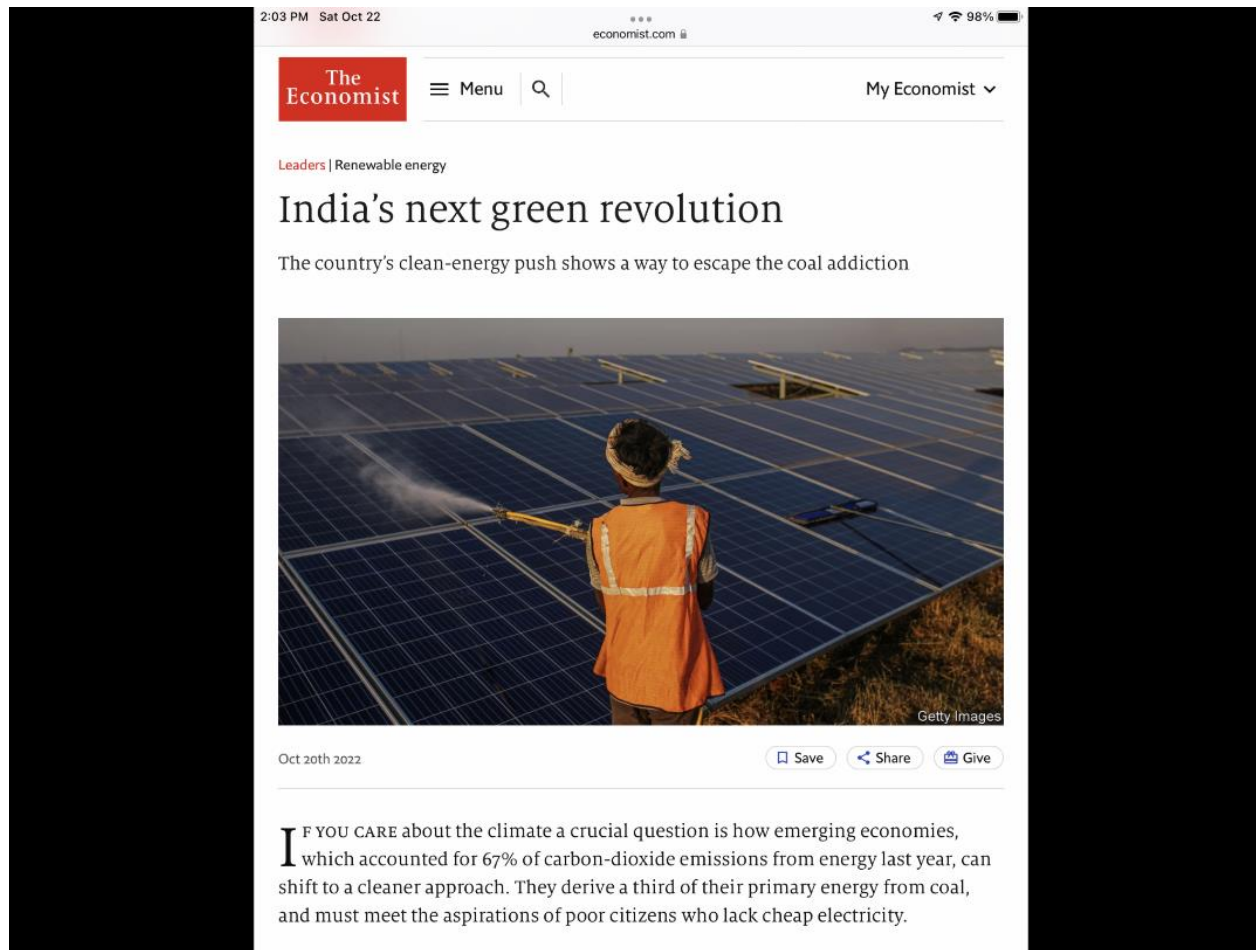 2:03 PM Sat Oct 22
98%
economist.com
The
Economist
Menu
My Economist
Leaders | Renewable energy
India's next green revolution
The country's clean-energy push shows a way to escape the coal addiction
Getty Images
Oct 20th 2022
Save
Share
Give
IF YOU CARE about the climate a crucial question is how emerging economies,
which accounted for 67% of carbon-dioxide emissions from energy last year, can
shift to a cleaner approach. They derive a third of their primary energy from coal,
and must meet the aspirations of poor citizens who lack cheap electricity.